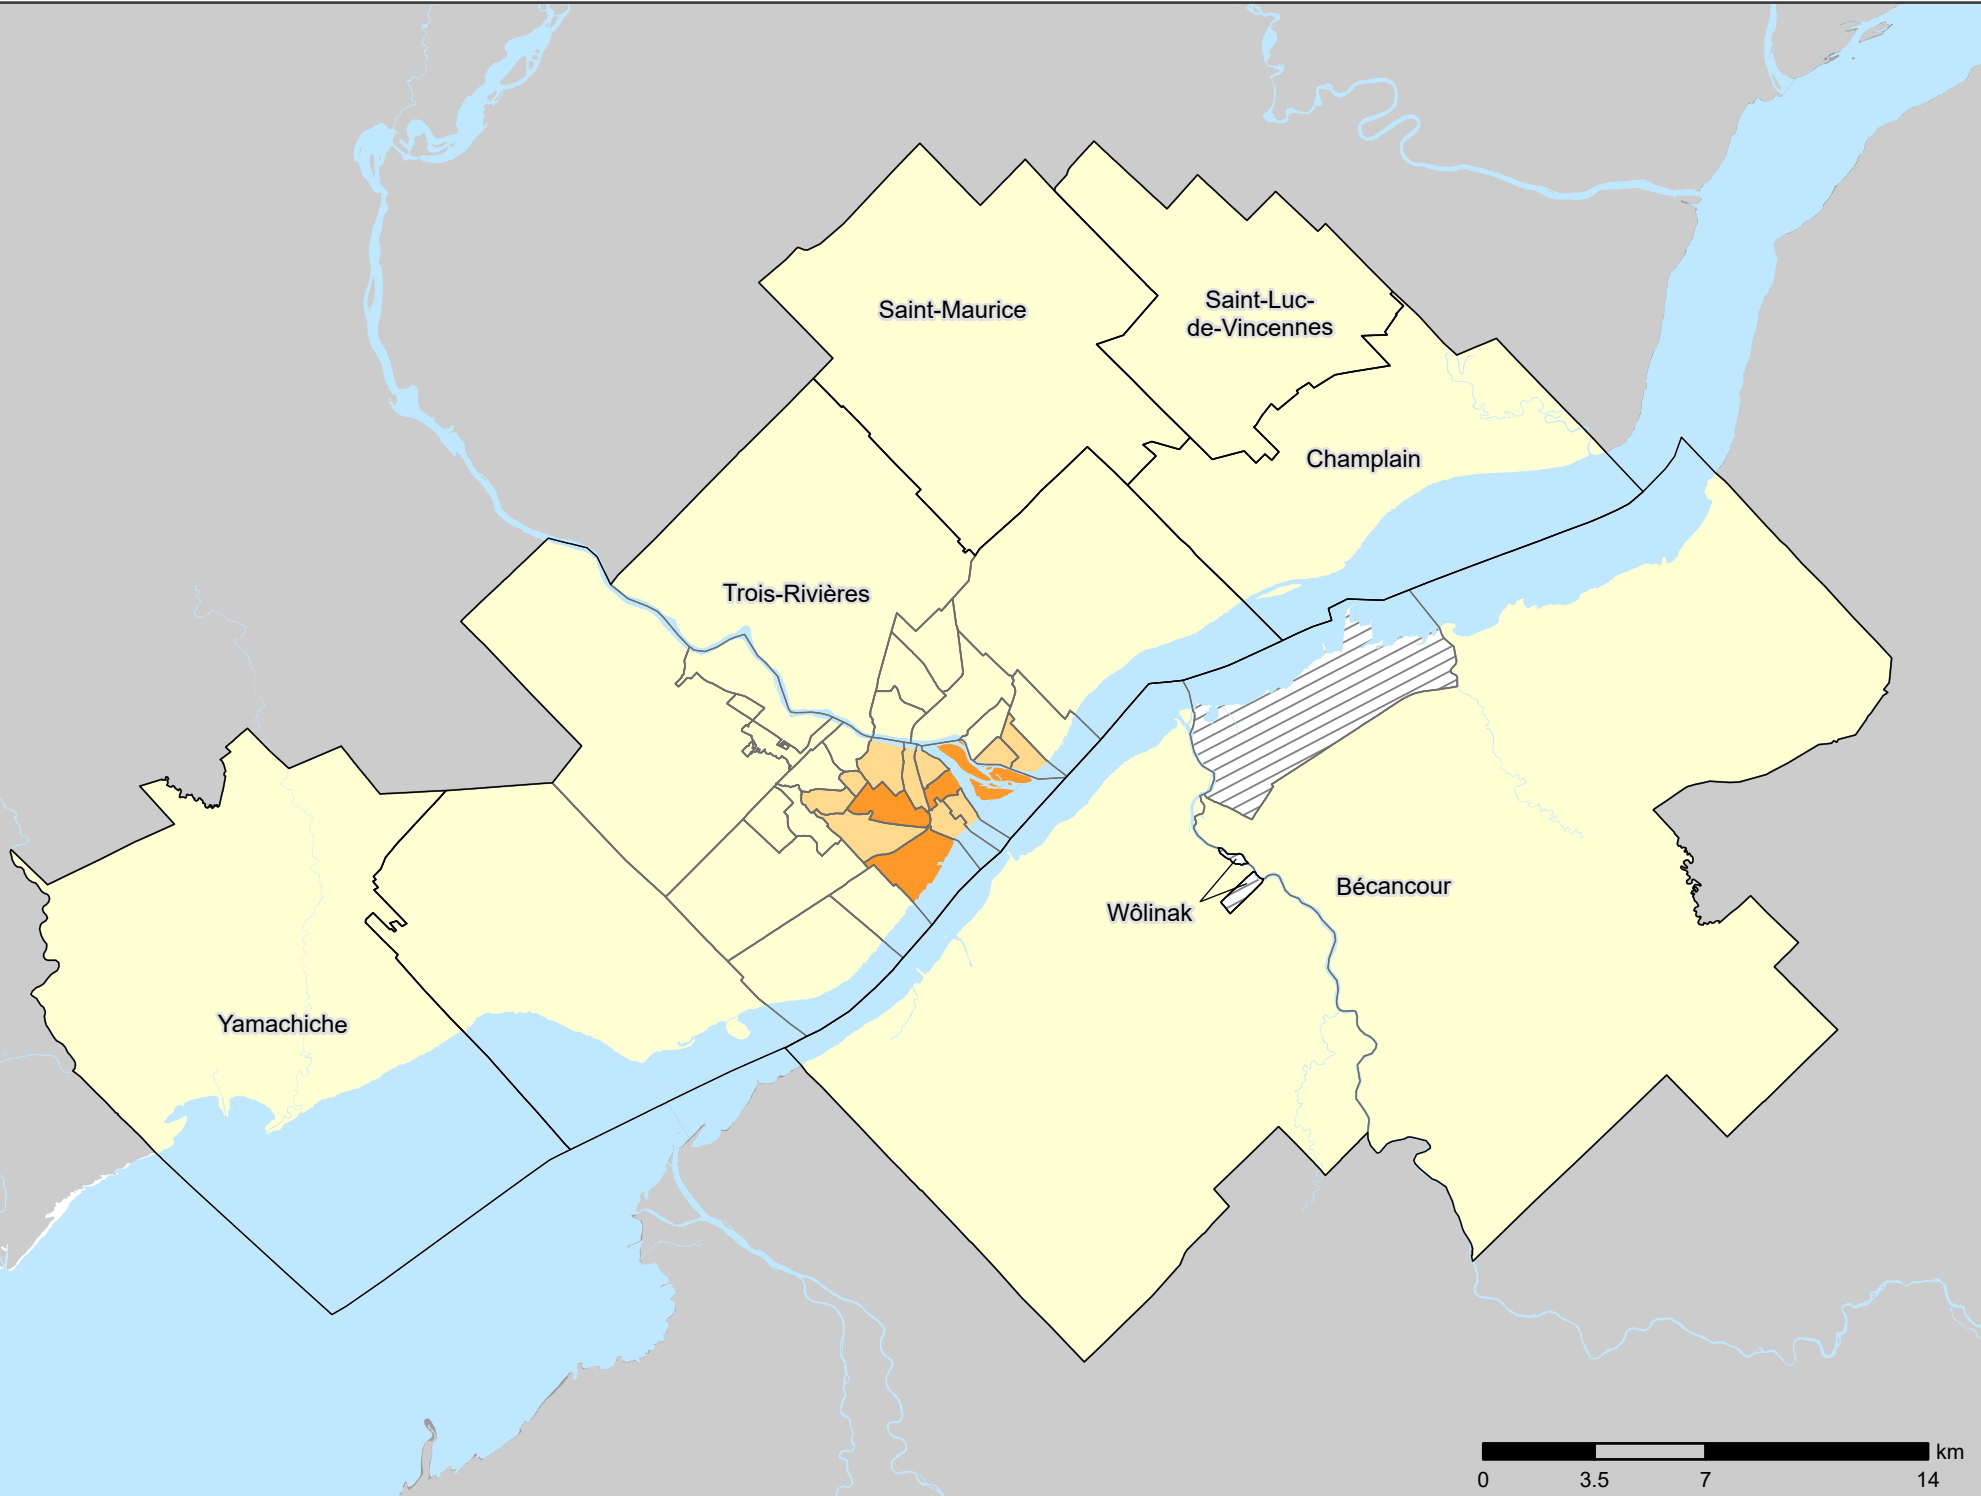 Saint-Maurice
Saint-Luc-
de-Vincennes
Champlain
Trois-Rivières
Bécancour
Wôlinak
Yamachiche
km
0 3.5 7 14